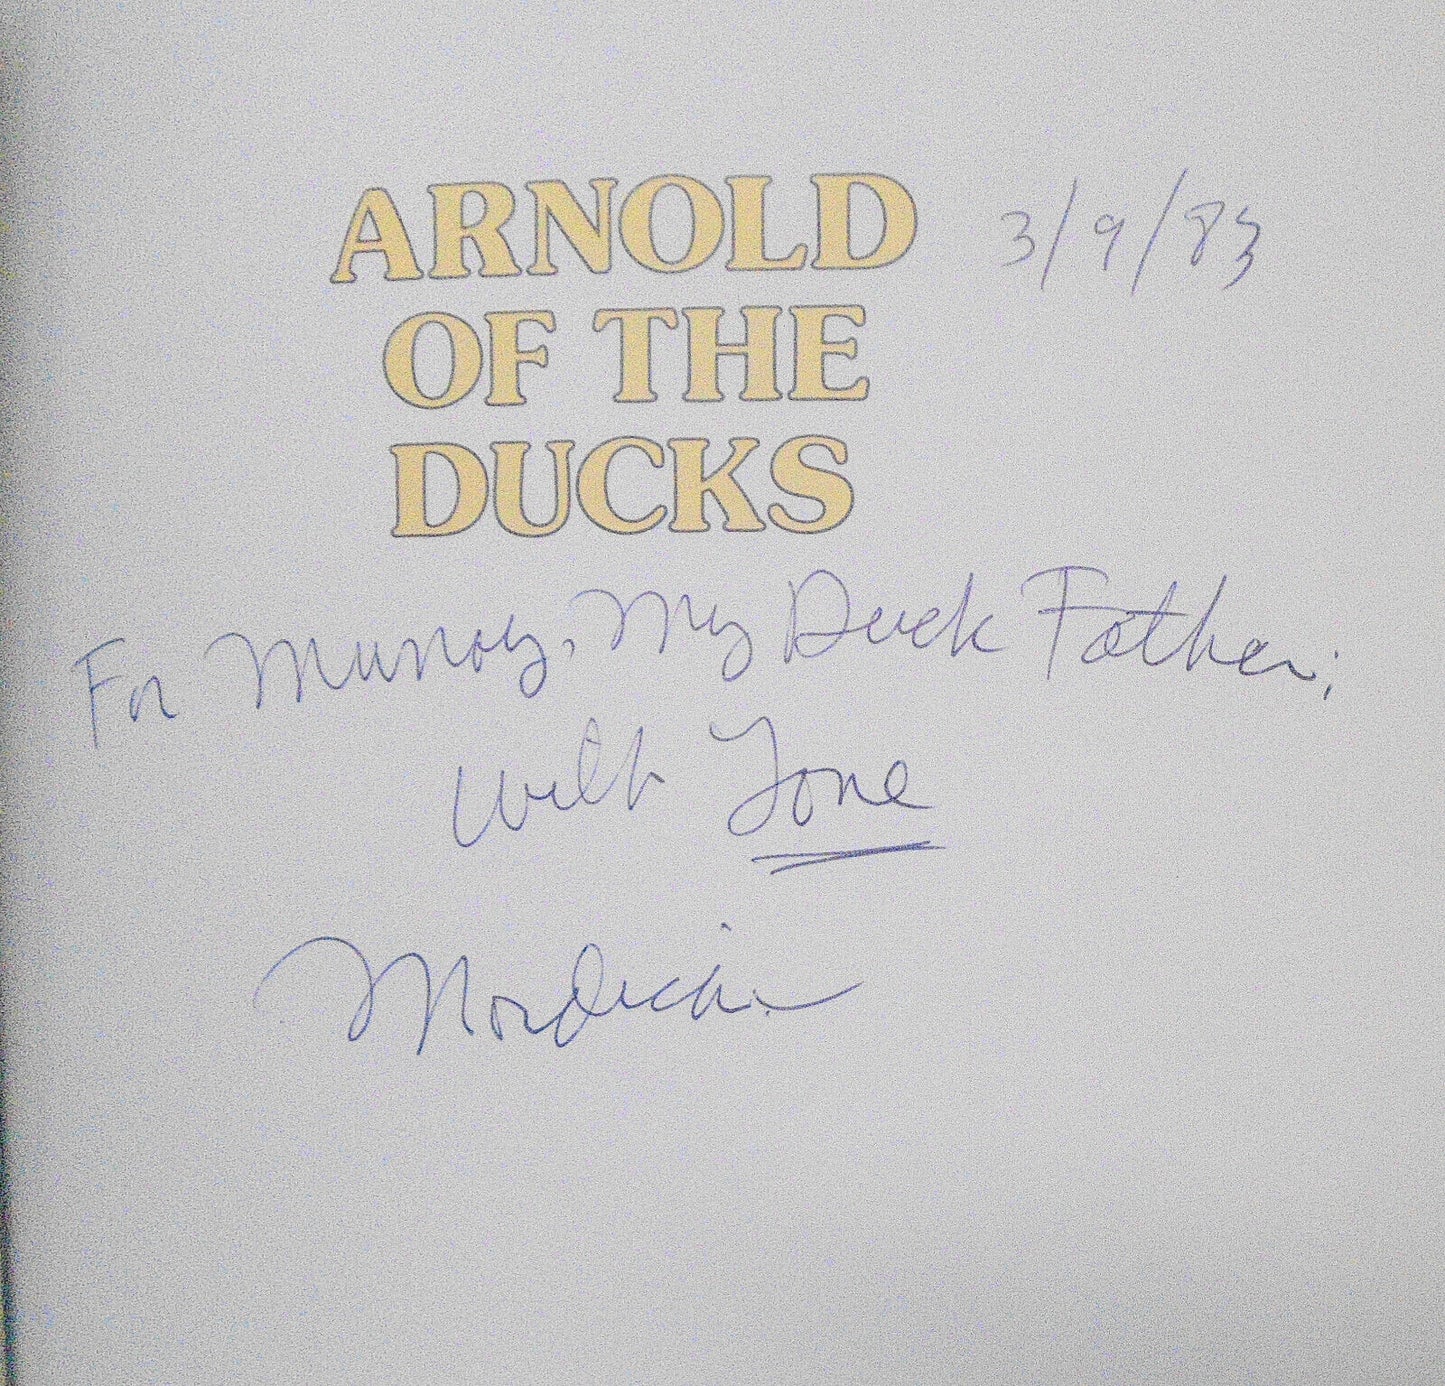 ARNOLD 3/9/83
OF THE
DUCKS
For Murray, My Duck Father;
With Love
Mordicai